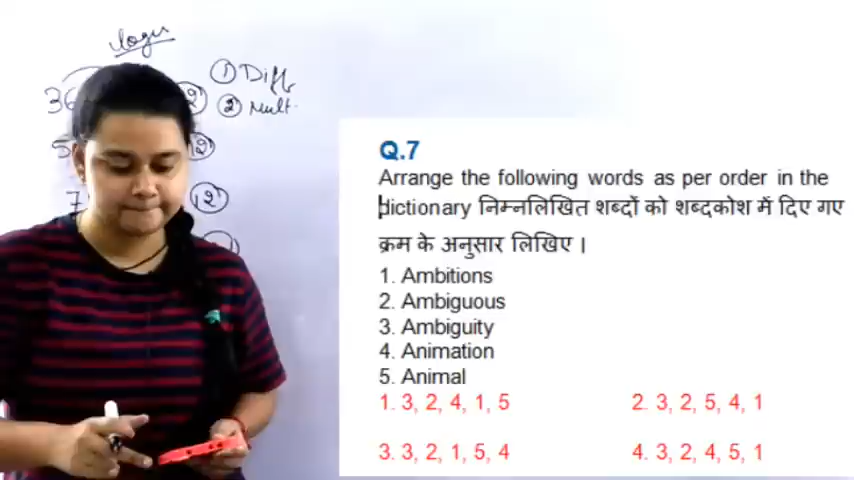 ① Diff
② Mult.
Q.7
Arrange the following words as per order in the
dictionary निम्नलिखित शब्दों को शब्दकोश में दिए गए
क्रम के अनुसार लिखिए ।
1. Ambitions
2. Ambiguous
3. Ambiguity
4. Animation
5. Animal
1. 3, 2, 4, 1, 5
2. 3, 2, 5, 4, 1
3. 3, 2, 1, 5, 4
4. 3, 2, 4, 5, 1